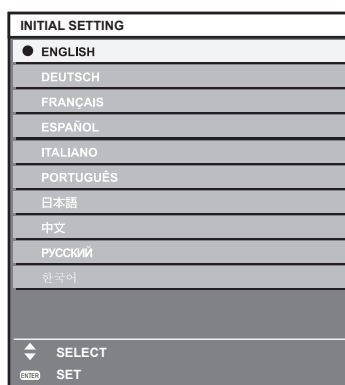 INITIAL SETTING
ENGLISH
DEUTSCH
FRANÇAIS
ESPAÑOL
ITALIANO
PORTUGUÊS
日本語
中文
РУССКИЙ
한국어
SELECT
ENTER SET